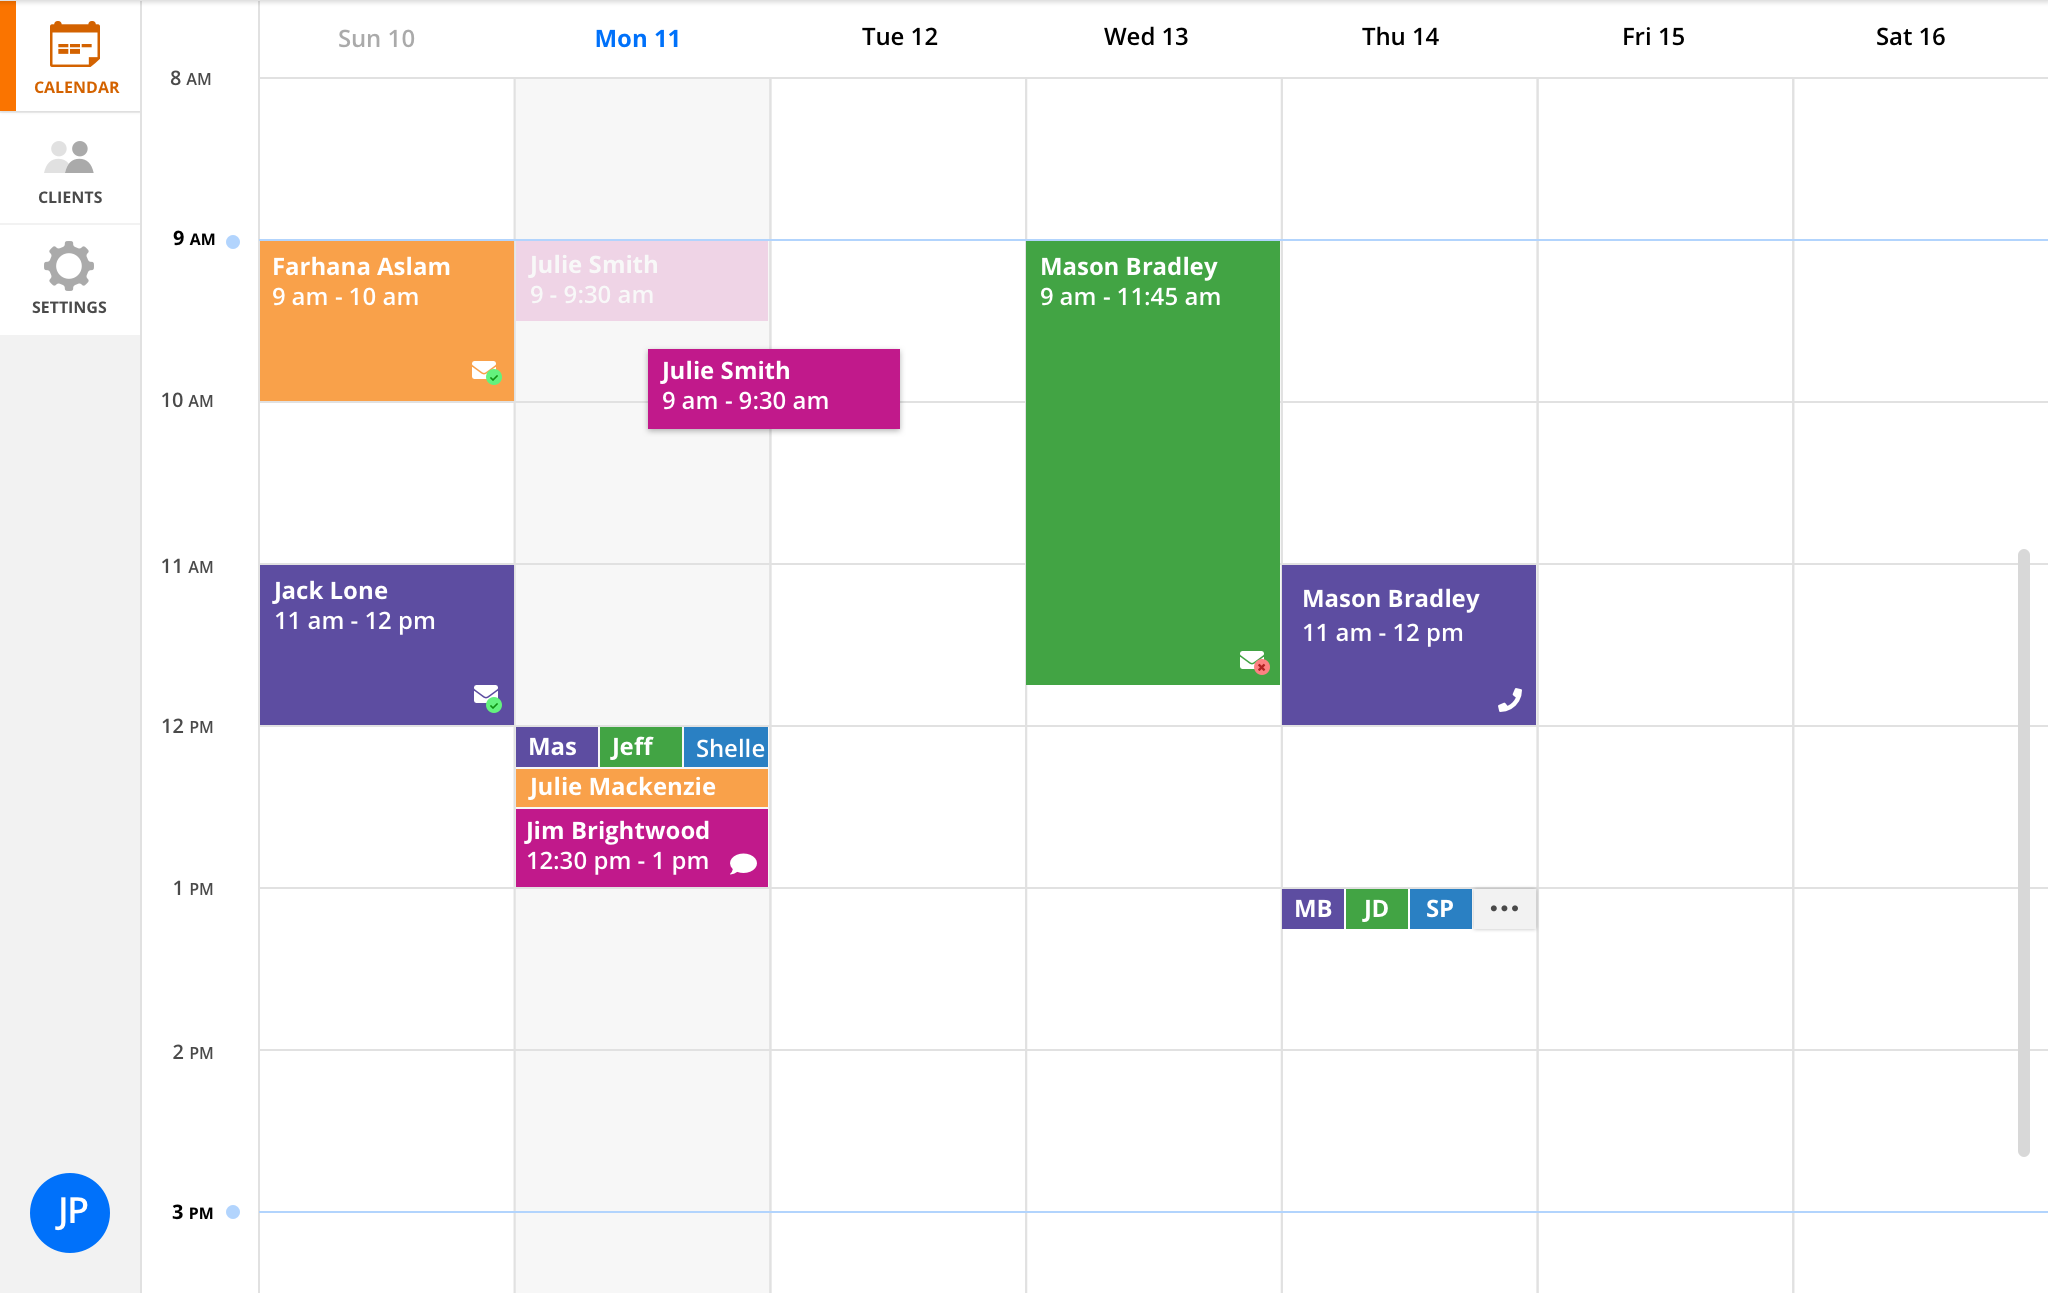 CALENDAR
CLIENTS
SETTINGS
JP
Sun 10
Mon 11
Tue 12
Wed 13
Thu 14
Fri 15
Sat 16
8 AM
9 AM
10 AM
11 AM
12 PM
1 PM
2 PM
3 PM
Farhana Aslam
9 am - 10 am
Jack Lone
11 am - 12 pm
Julie Smith
9 - 9:30 am
Julie Smith
9 am - 9:30 am
Mas
Jeff
Shelle
Julie Mackenzie
Jim Brightwood
12:30 pm - 1 pm
Mason Bradley
9 am - 11:45 am
Mason Bradley
11 am - 12 pm
MB
JD
SP
•••